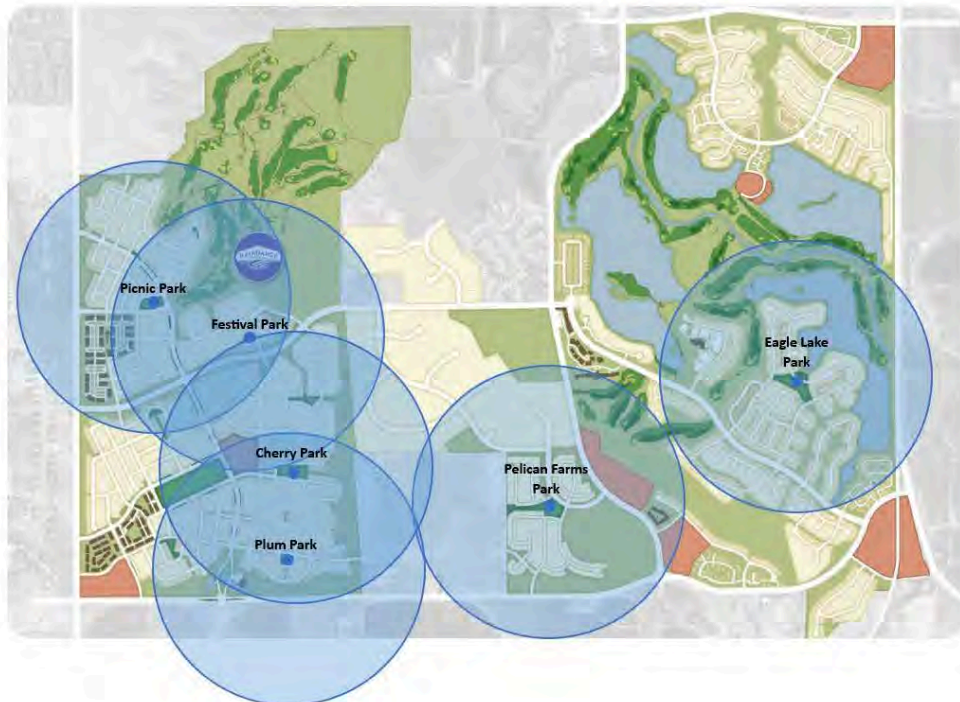 Picnic Park
Festival Park
Eagle Lake
Park
Cherry Park
Pelican Farms
Park
Plum Park